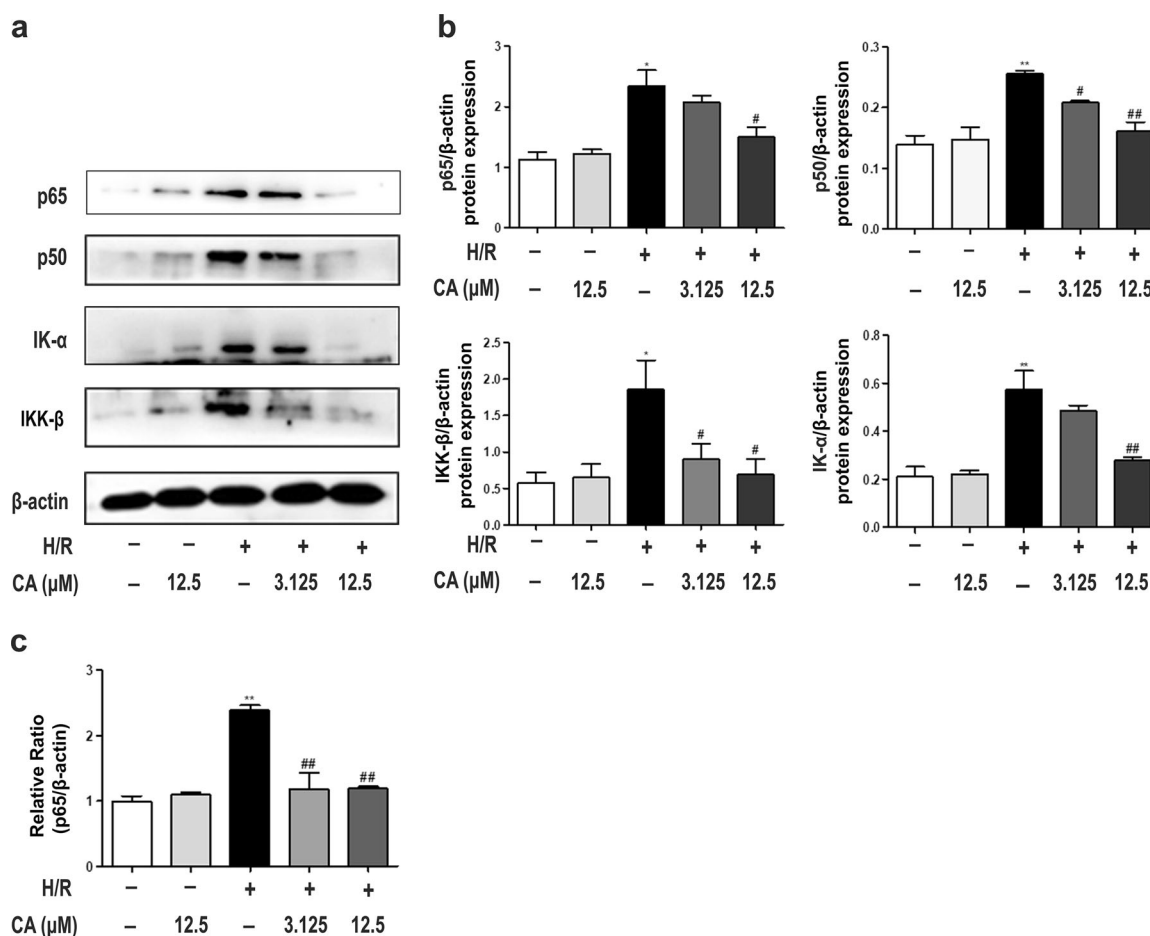 a
p65
p50
IK-α
IKK-β
β-actin
H/R – – + + +
CA (μM) – 12.5 – 3.125 12.5
b
p65/β-actin
protein expression
3
2
1
0
*
#
H/R – – + + +
CA (μM) – 12.5 – 3.125 12.5
p50/β-actin
protein expression
0.3
0.2
0.1
0.0
**
#
##
– – + + +
– 12.5 – 3.125 12.5
IKK-β/β-actin
protein expression
2.5
2.0
1.5
1.0
0.5
0.0
*
#
#
H/R – – + + +
CA (μM) – 12.5 – 3.125 12.5
IK-α/β-actin
protein expression
0.8
0.6
0.4
0.2
0.0
**
##
– – + + +
– 12.5 – 3.125 12.5
c
Relative Ratio
(p65/β-actin)
3
2
1
0
**
##
##
H/R – – + + +
CA (μM) – 12.5 – 3.125 12.5